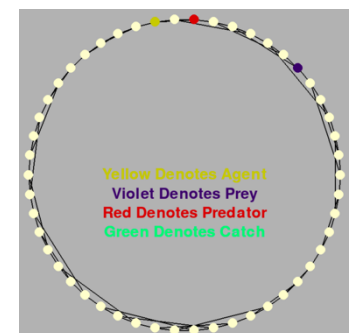 Yellow Denotes Agent
Violet Denotes Prey
Red Denotes Predator
Green Denotes Catch